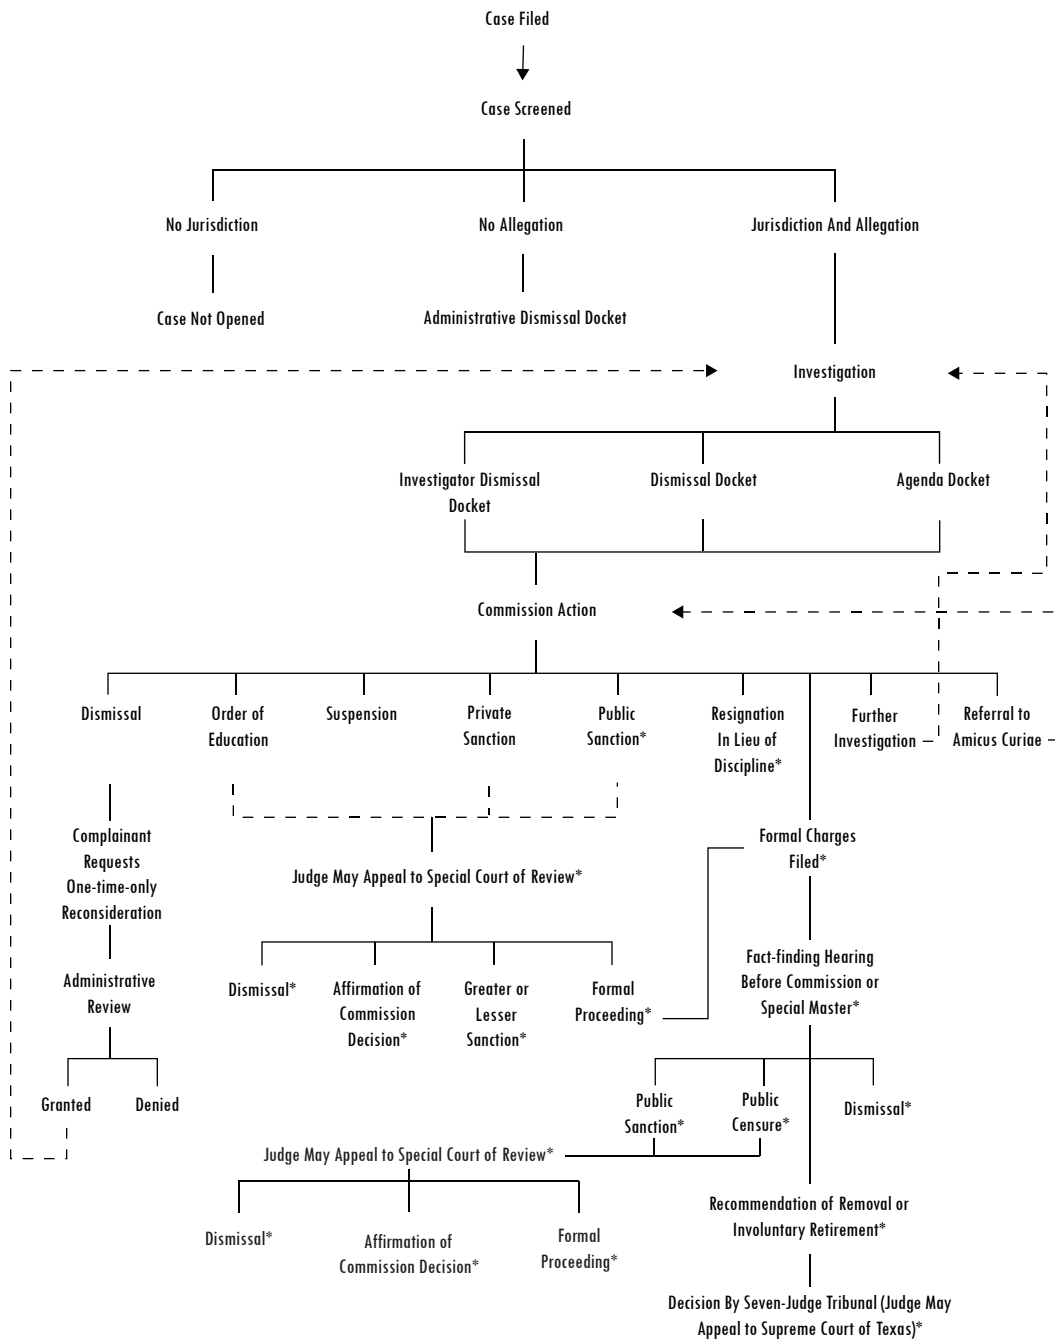 Case Filed
Case Screened
No Jurisdiction
No Allegation
Jurisdiction And Allegation
Case Not Opened
Administrative Dismissal Docket
Investigation
Investigator Dismissal
Docket
Dismissal Docket
Agenda Docket
Commission Action
Dismissal
Order of
Education
Suspension
Private
Sanction
Public
Sanction*
Resignation
In Lieu of
Discipline*
Further
Investigation
Referral to
Amicus Curiae
Complainant
Requests
One-time-only
Reconsideration
Formal Charges
Filed*
Judge May Appeal to Special Court of Review*
Administrative
Review
Dismissal*
Affirmation of
Commission
Decision*
Greater or
Lesser
Sanction*
Formal
Proceeding*
Fact-finding Hearing
Before Commission or
Special Master*
Granted
Denied
Public
Sanction*
Public
Censure*
Dismissal*
Judge May Appeal to Special Court of Review*
Dismissal*
Affirmation of
Commission Decision*
Formal
Proceeding*
Recommendation of Removal or
Involuntary Retirement*
Decision By Seven-Judge Tribunal (Judge May
Appeal to Supreme Court of Texas)*